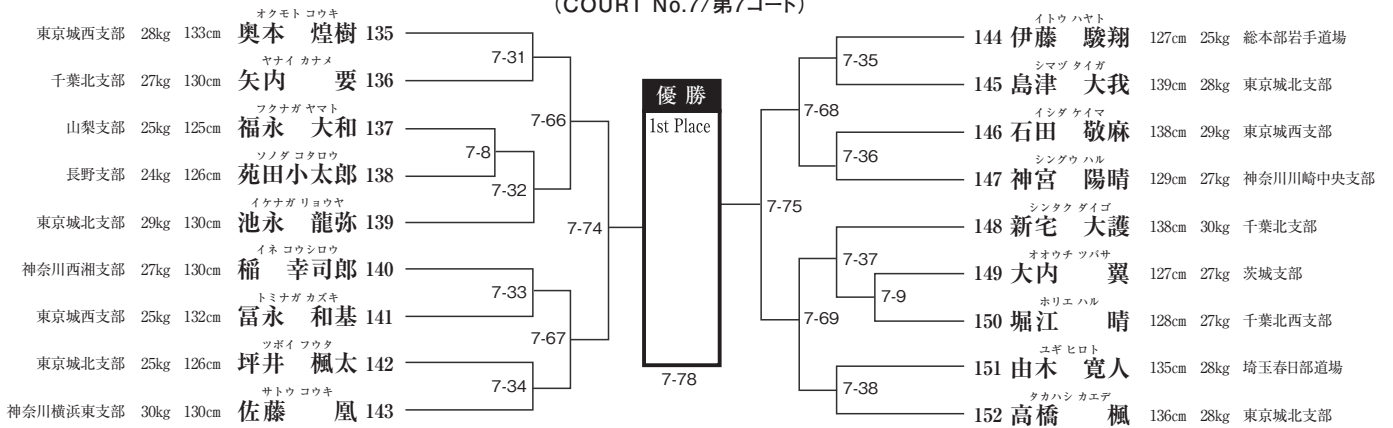 (COURT No.7/第7コート)
オクモト コウキ
東京城西支部 28kg 133cm 奥本 煌樹 135
7-31
ヤナイ カナメ
千葉北支部 27kg 130cm 矢内 要 136
7-66
フクナガ ヤマト
山梨支部 25kg 125cm 福永 大和 137
7-8
ソノダ コタロウ
長野支部 24kg 126cm 苑田小太郎 138
7-32
イケナガ リョウヤ
東京城北支部 29kg 130cm 池永 龍弥 139
7-74
イネ コウシロウ
神奈川西湘支部 27kg 130cm 稲 幸司郎 140
7-33
トミナガ カズキ
東京城西支部 25kg 132cm 冨永 和基 141
7-67
ツボイ フウタ
東京城北支部 25kg 126cm 坪井 楓太 142
7-34
サトウ コウキ
神奈川横浜東支部 30kg 130cm 佐藤 凰 143
優勝
1st Place
7-78
イトウ ハヤト
144 伊藤 駿翔 127cm 25kg 総本部岩手道場
7-35
シマヅ タイガ
145 島津 大我 139cm 28kg 東京城北支部
7-68
イシダ ケイマ
146 石田 敬麻 138cm 29kg 東京城西支部
7-36
シングウ ハル
147 神宮 陽晴 129cm 27kg 神奈川川崎中央支部
7-75
シンタク ダイゴ
148 新宅 大護 138cm 30kg 千葉北支部
7-37
オオウチ ツバサ
149 大内 翼 127cm 27kg 茨城支部
7-9
ホリエ ハル
150 堀江 晴 128cm 27kg 千葉北西支部
7-69
ユギ ヒロト
151 由木 寛人 135cm 28kg 埼玉春日部道場
7-38
タカハシ カエデ
152 高橋 楓 136cm 28kg 東京城北支部